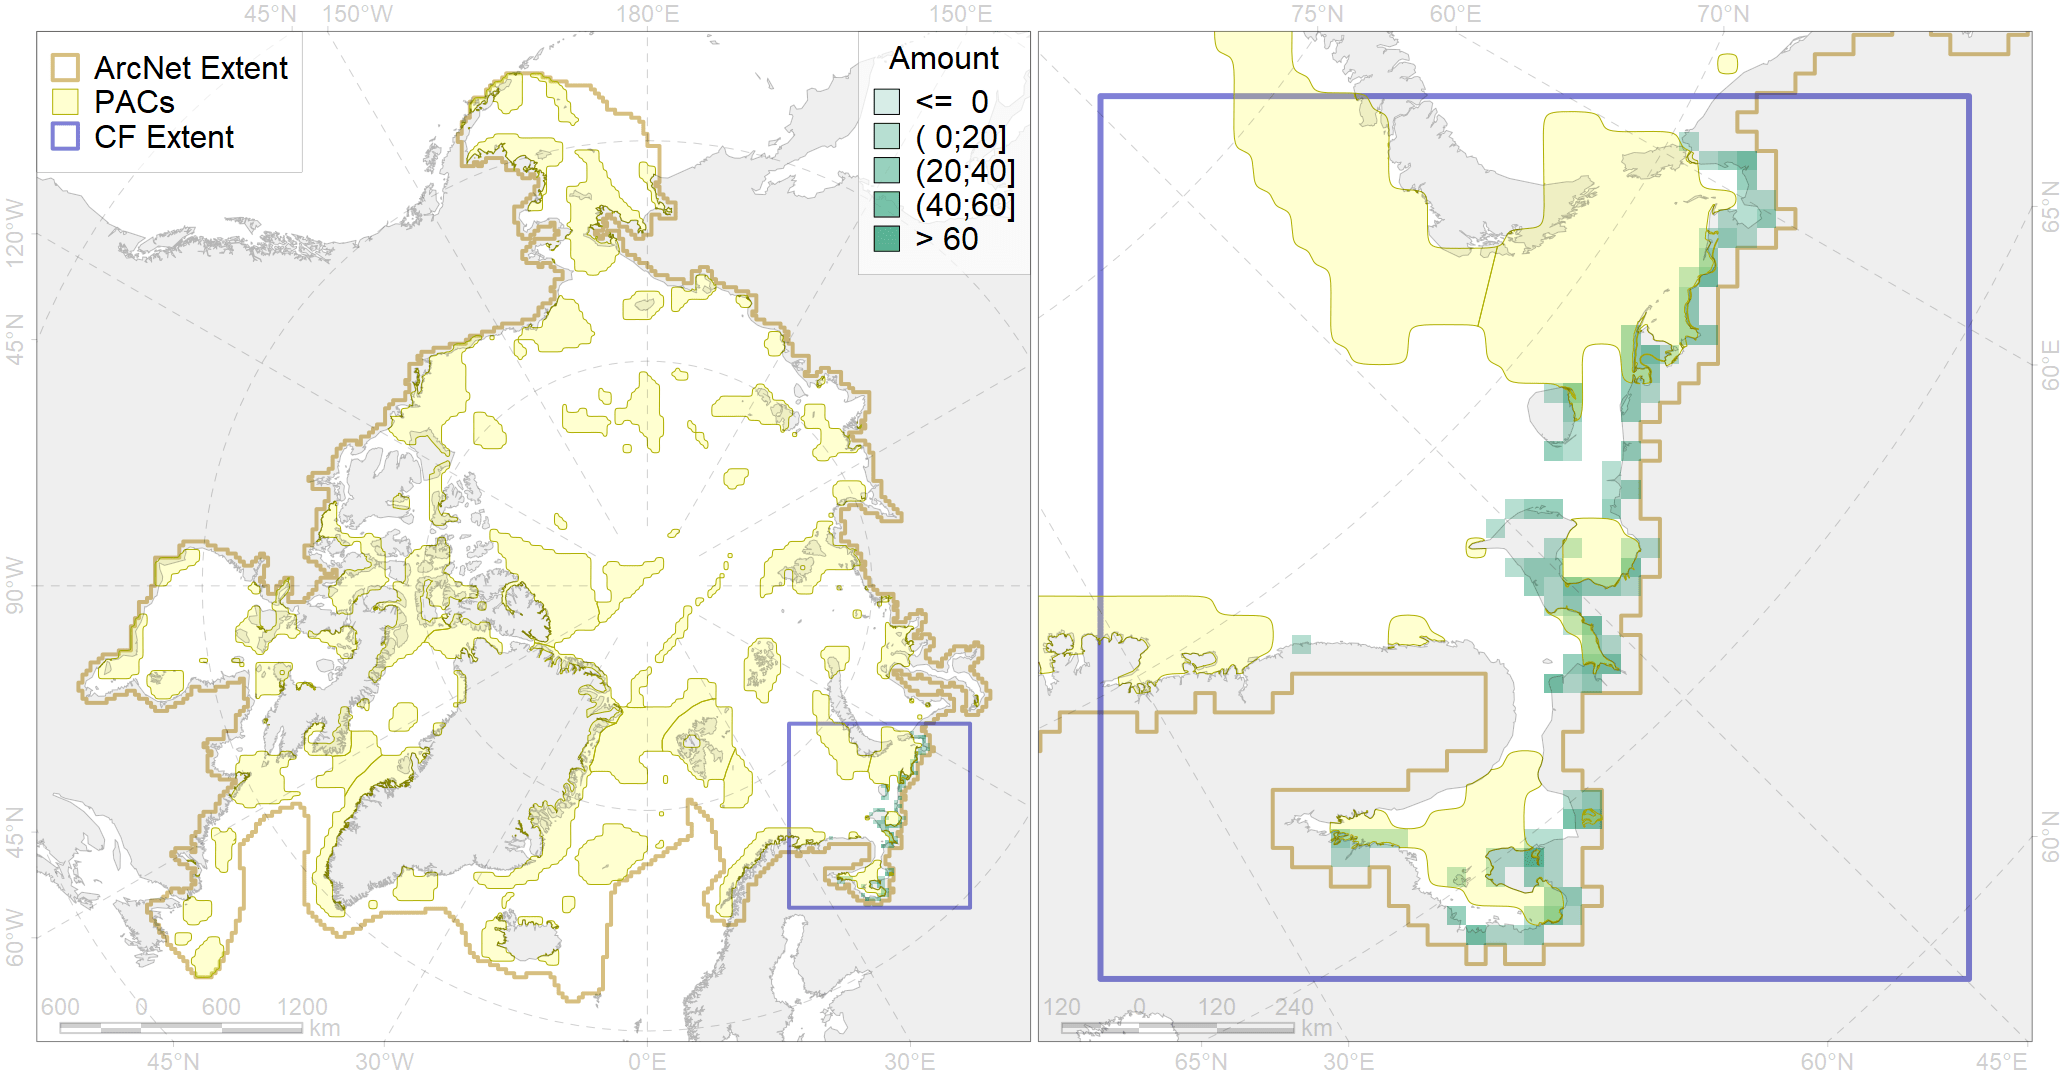 45°N 150°W 180°E 150°E 75°N 60°E 70°N
ArcNet Extent
PACs
CF Extent
Amount
<= 0
( 0;20]
(20;40]
(40;60]
> 60
120°W
45°N
90°W
45°N
60°W
65°N
60°E
60°N
600 0 600 1200
km
120 0 120 240
km
45°N 30°W 0°E 30°E 65°N 30°E 60°N 45°E